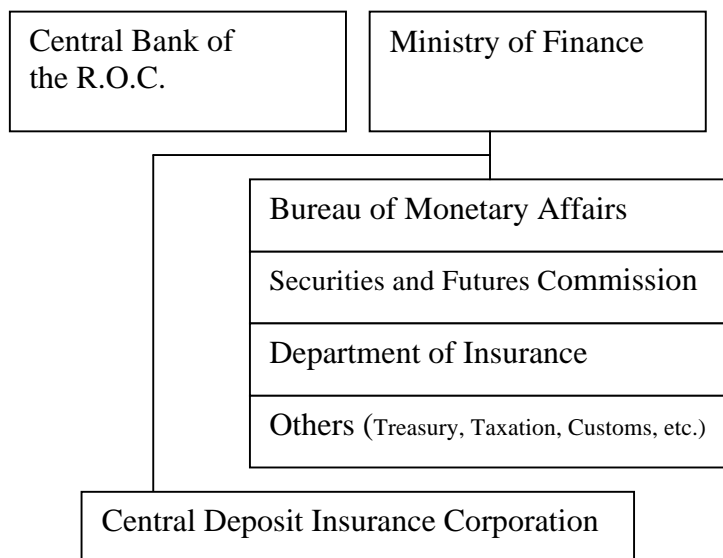 Central Bank of
the R.O.C.
Ministry of Finance
Bureau of Monetary Affairs
Securities and Futures Commission
Department of Insurance
Others (Treasury, Taxation, Customs, etc.)
Central Deposit Insurance Corporation